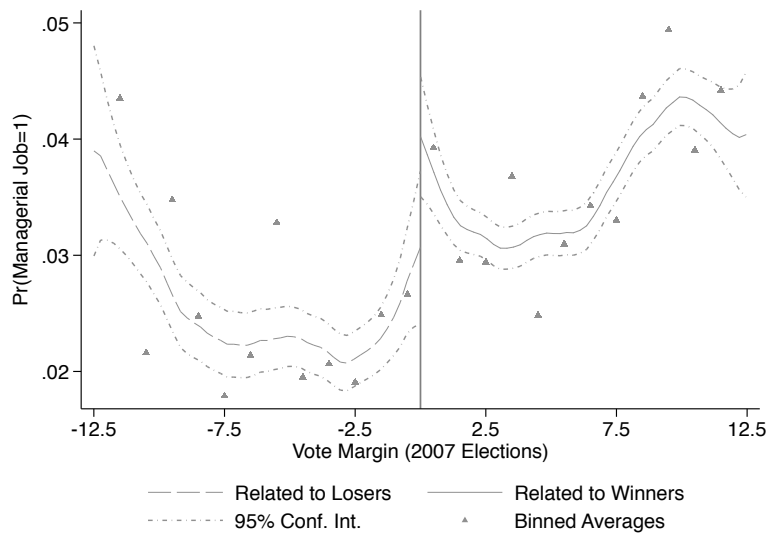 Pr(Managerial Job=1)
.05
.04
.03
.02
-12.5 -7.5 -2.5 2.5 7.5 12.5
Vote Margin (2007 Elections)
Related to Losers Related to Winners
95% Conf. Int. Binned Averages